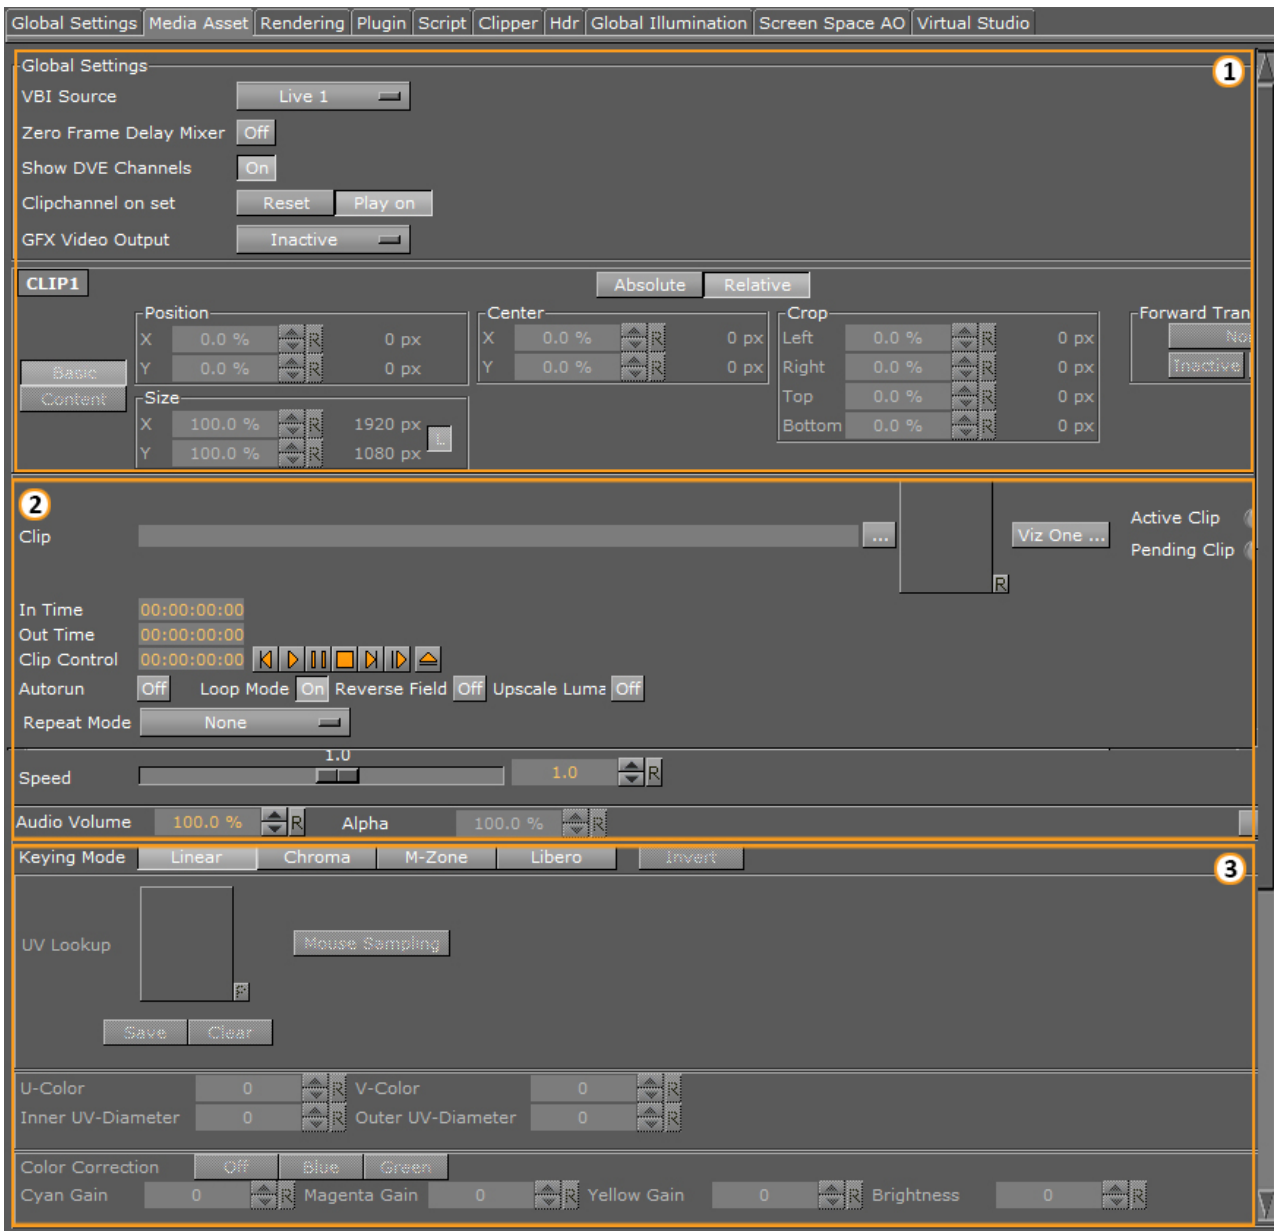 Global Settings Media Asset Rendering Plugin Script Clipper Hdr Global Illumination Screen Space AO Virtual Studio
Global Settings
1
VBI Source Live 1
Zero Frame Delay Mixer Off
Show DVE Channels On
Clipchannel on set Reset Play on
GFX Video Output Inactive
CLIP1 Absolute Relative
Position Center Crop Forward Tran
X 0.0 % R 0 px X 0.0 % R 0 px Left 0.0 % R 0 px No
Y 0.0 % R 0 px Y 0.0 % R 0 px Right 0.0 % R 0 px Inactive
Basic
Content
Size Top 0.0 % R 0 px
X 100.0 % R 1920 px L Bottom 0.0 % R 0 px
Y 100.0 % R 1080 px
2
Clip ... R Viz One ... Active Clip
Pending Clip
In Time 00:00:00:00
Out Time 00:00:00:00
Clip Control 00:00:00:00
Autorun Off Loop Mode On Reverse Field Off Upscale Luma Off
Repeat Mode None
1.0
Speed 1.0 R
Audio Volume 100.0 % R Alpha 100.0 % R
Keying Mode Linear Chroma M-Zone Libero Invert
3
UV Lookup Mouse Sampling
P
Save Clear
U-Color 0 R V-Color 0 R
Inner UV-Diameter 0 R Outer UV-Diameter 0 R
Color Correction Off Blue Green
Cyan Gain 0 R Magenta Gain 0 R Yellow Gain 0 R Brightness 0 R